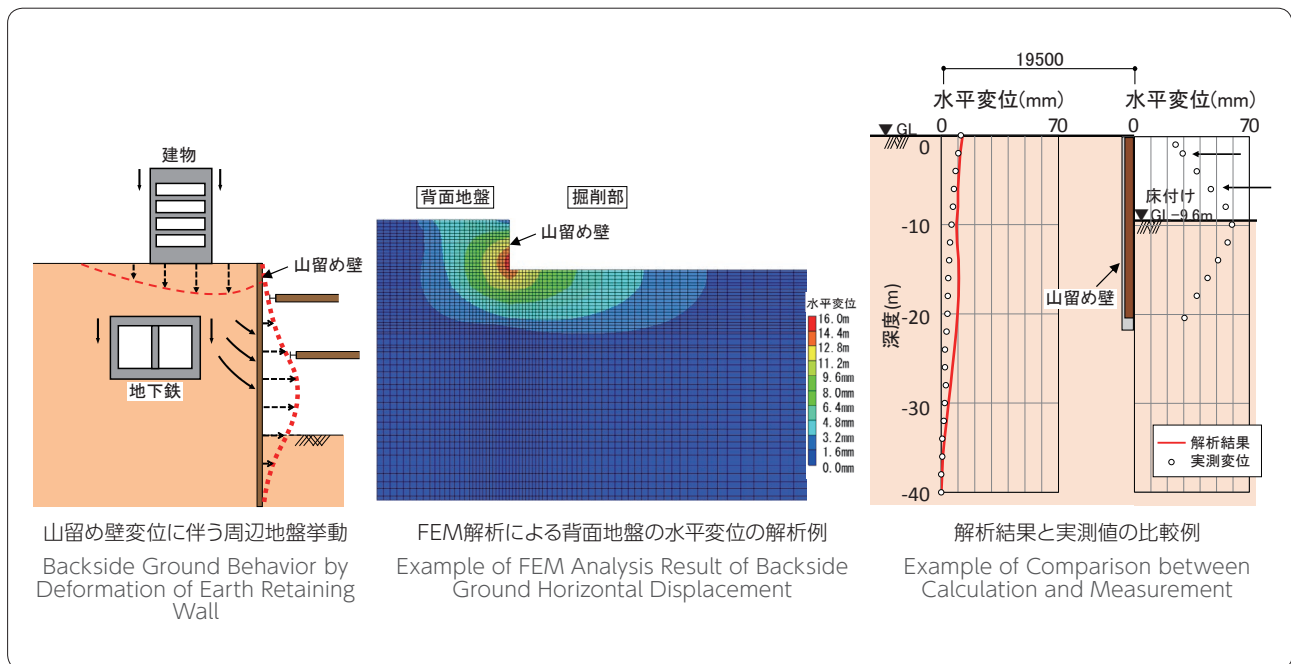 建物
山留め壁
地下鉄
山留め壁変位に伴う周辺地盤挙動
Backside Ground Behavior by
Deformation of Earth Retaining
Wall
背面地盤
掘削部
山留め壁
水平変位
16.0m
14.4m
12.8m
11.2m
9.6mm
8.0mm
6.4mm
4.8mm
3.2mm
1.6mm
0.0mm
FEM解析による背面地盤の水平変位の解析例
Example of FEM Analysis Result of Backside
Ground Horizontal Displacement
19500
水平変位(mm)
水平変位(mm)
0
70
0
70
GL
0
-10
-20
-30
-40
深度(m)
床付け
GL-9.6m
山留め壁
解析結果
実測変位
解析結果と実測値の比較例
Example of Comparison between
Calculation and Measurement